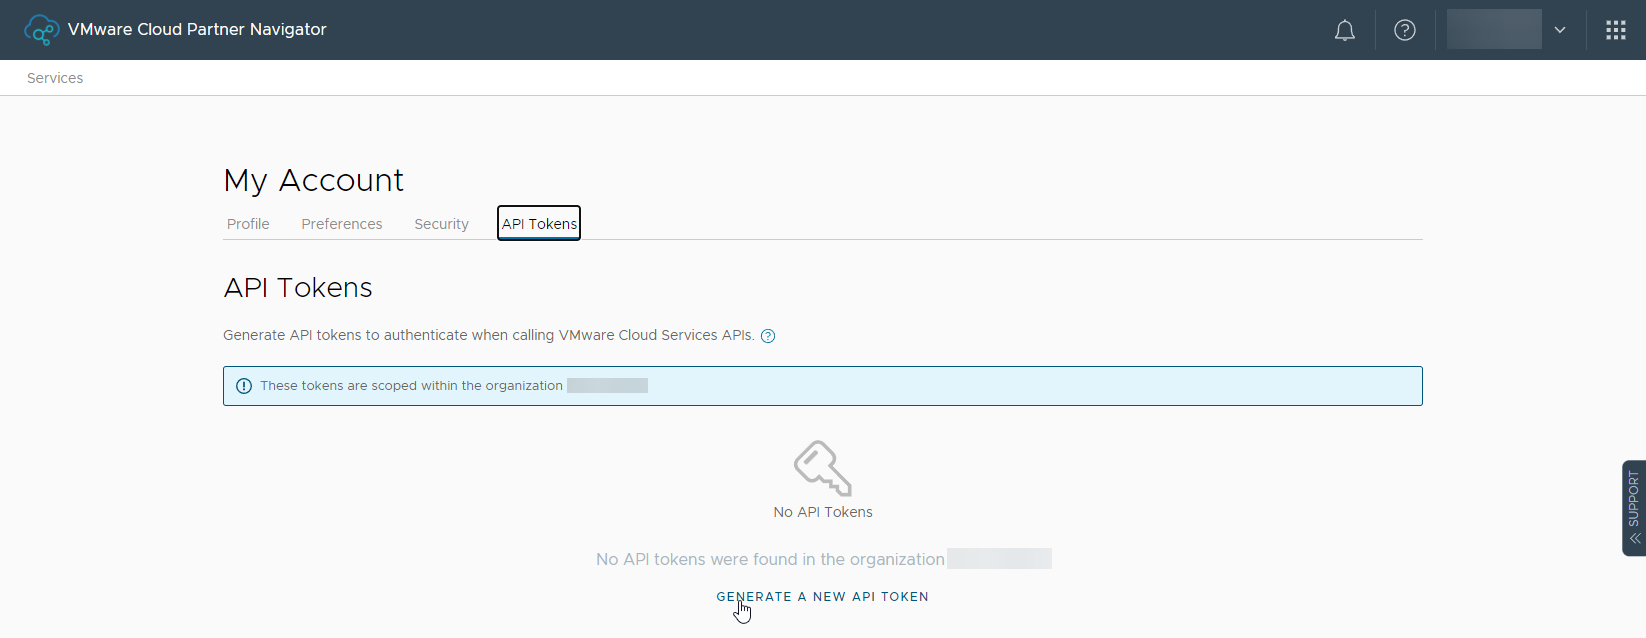 VMware Cloud Partner Navigator
Services
My Account
Profile Preferences Security API Tokens
API Tokens
Generate API tokens to authenticate when calling VMware Cloud Services APIs. ?
These tokens are scoped within the organization
No API Tokens
No API tokens were found in the organization
GENERATE A NEW API TOKEN
SUPPORT